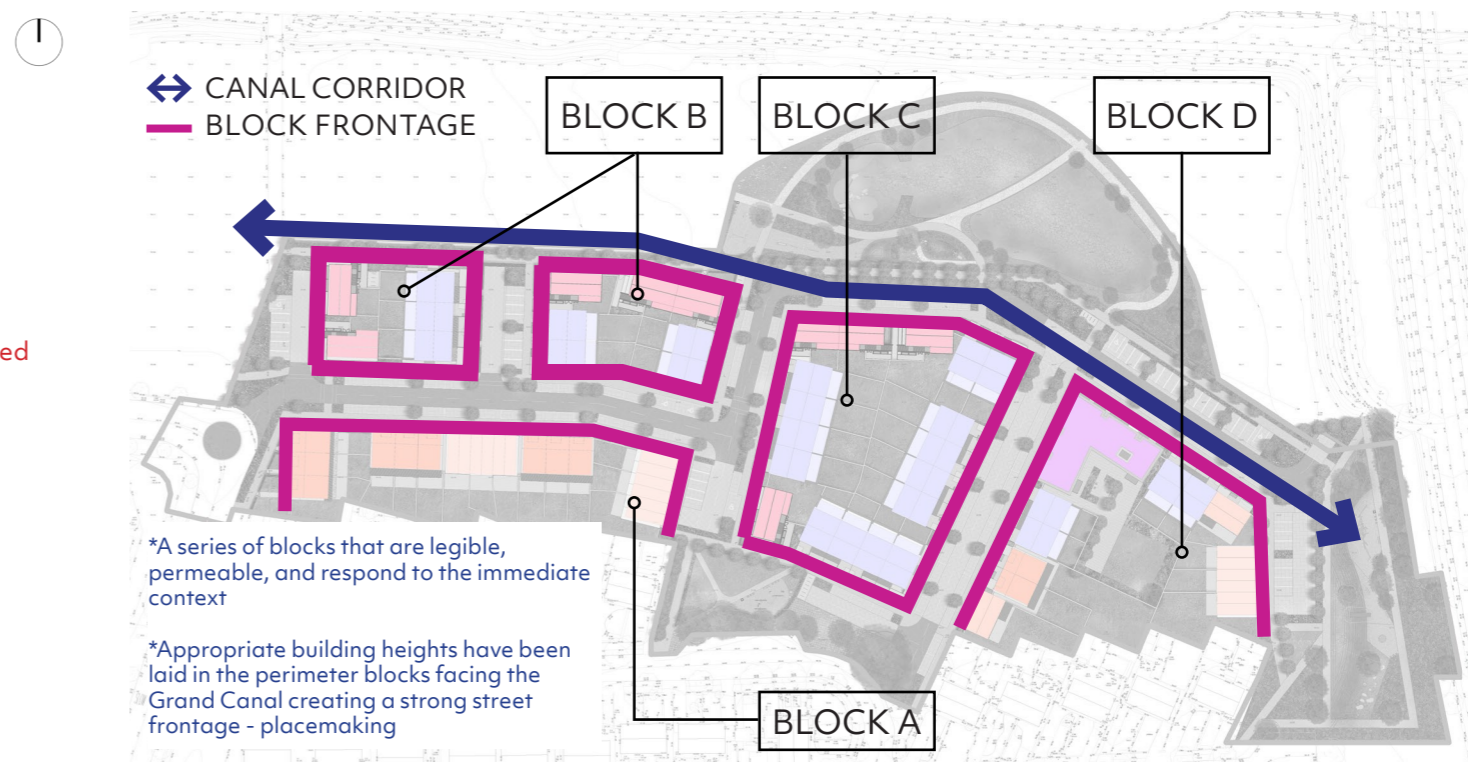 CANAL CORRIDOR
BLOCK FRONTAGE
BLOCK B
BLOCK C
BLOCK D
ed
*A series of blocks that are legible,
permeable, and respond to the immediate
context
*Appropriate building heights have been
laid in the perimeter blocks facing the
Grand Canal creating a strong street
frontage - placemaking
BLOCK A